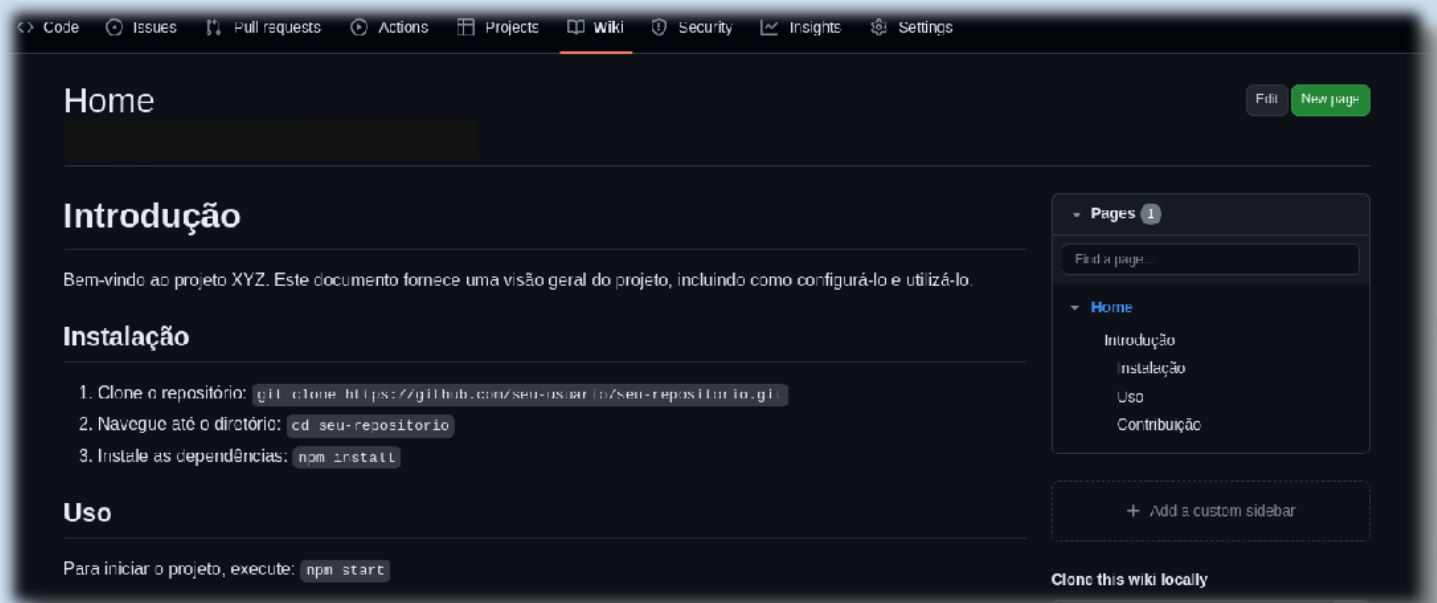 Code Issues Pull requests Actions Projects Wiki Security Insights Settings
Home
Edit New page
Introdução
Bem-vindo ao projeto XYZ. Este documento fornece uma visão geral do projeto, incluindo como configurá-lo e utilizá-lo.
Instalação
1. Clone o repositório: git clone https://github.com/seu-usuario/seu-repositorio.git
2. Navegue até o diretório: cd seu-repositorio
3. Instale as dependências: npm install
Uso
Para iniciar o projeto, execute: npm start
Pages 1
Find a page...
Home
Introdução
Instalação
Uso
Contribuição
+ Add a custom sidebar
Clone this wiki locally